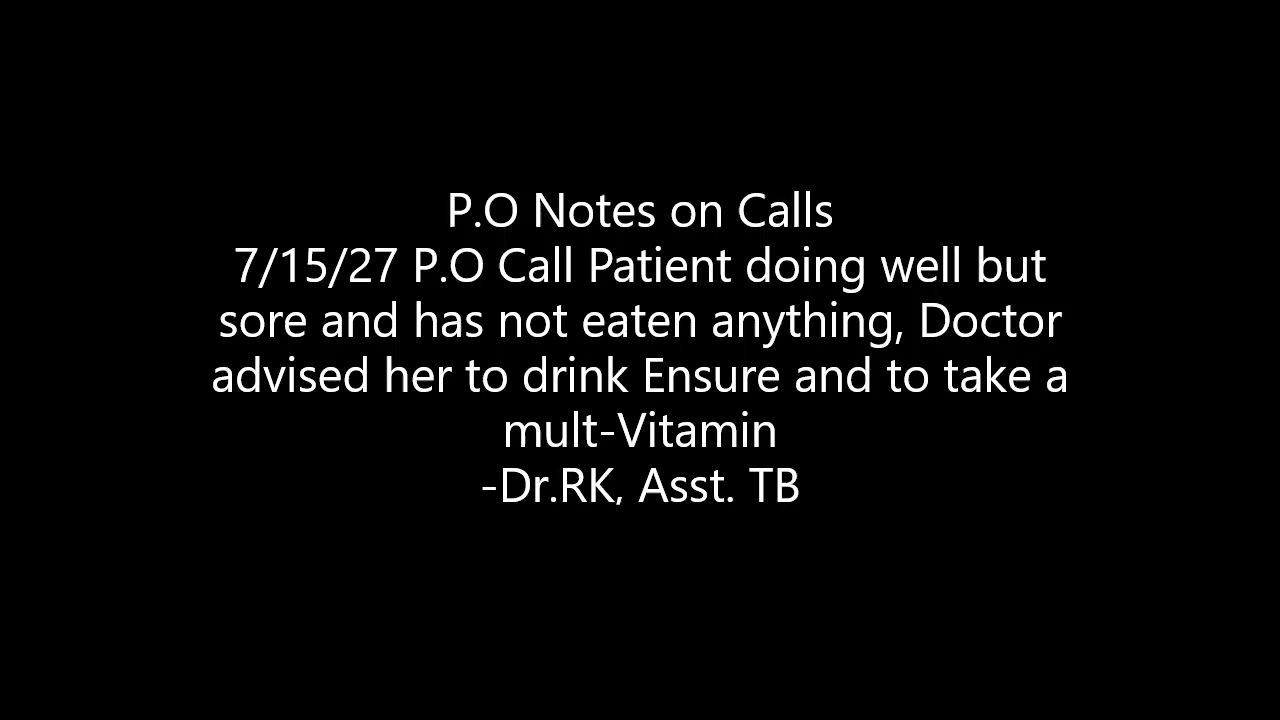 P.O Notes on Calls
7/15/27 P.O Call Patient doing well but
sore and has not eaten anything, Doctor
advised her to drink Ensure and to take a
mult-Vitamin
-Dr.RK, Asst. TB